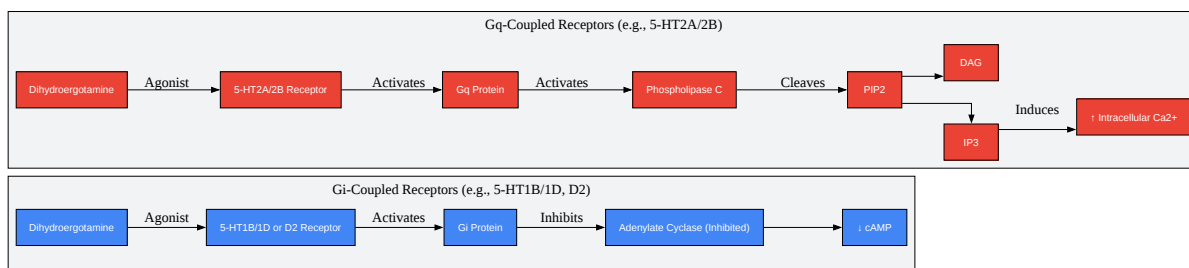 Gq-Coupled Receptors (e.g., 5-HT2A/2B)
Dihydroergotamine
Agonist
5-HT2A/2B Receptor
Activates
Gq Protein
Activates
Phospholipase C
Cleaves
PIP2
DAG
IP3
Induces
↑ Intracellular Ca2+
Gi-Coupled Receptors (e.g., 5-HT1B/1D, D2)
Dihydroergotamine
Agonist
5-HT1B/1D or D2 Receptor
Activates
Gi Protein
Inhibits
Adenylate Cyclase (Inhibited)
↓ cAMP